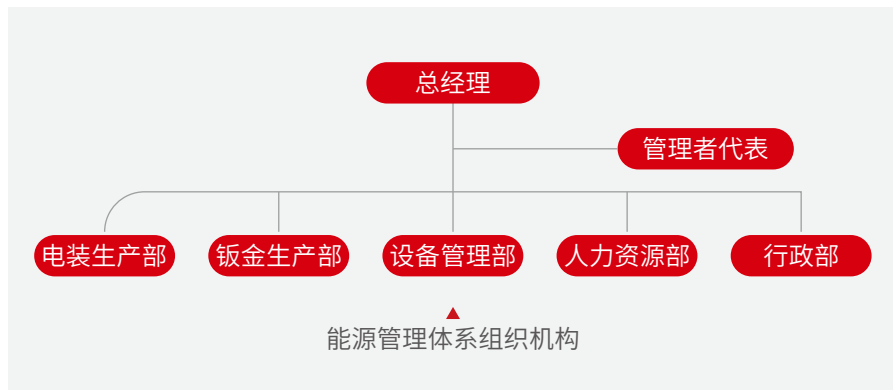 总经理
管理者代表
电装生产部
钣金生产部
设备管理部
人力资源部
行政部
能源管理体系组织机构